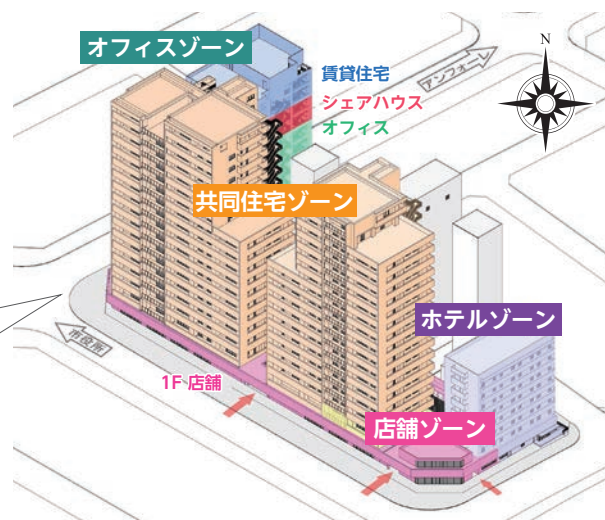 オフィスゾーン
N
アンフォーレ
賃貸住宅
シェアハウス
オフィス
共同住宅ゾーン
ホテルゾーン
市役所
1F 店舗
店舗ゾーン